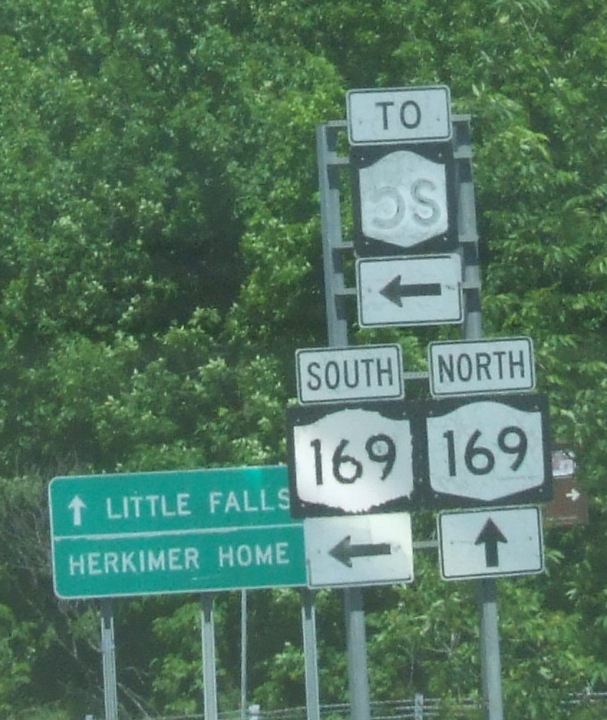 TO
5S
SOUTH NORTH
169 169
LITTLE FALLS
HERKIMER HOME